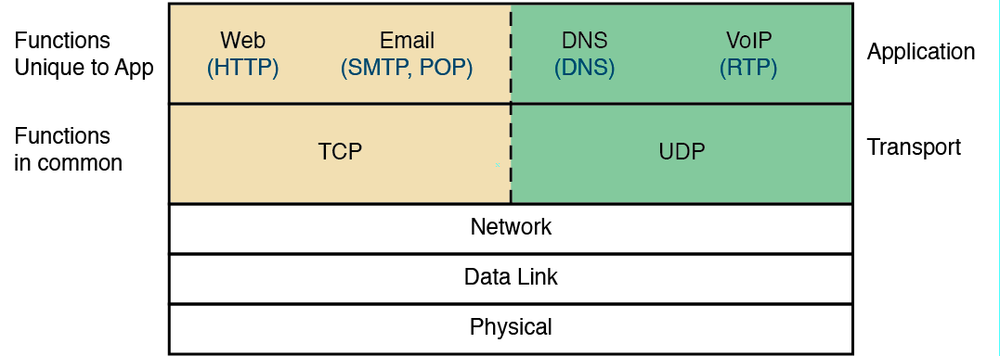 Functions
Unique to App
Web
(HTTP)
Email
(SMTP, POP)
DNS
(DNS)
VoIP
(RTP)
Application
Functions
in common
TCP
UDP
Transport
Network
Data Link
Physical